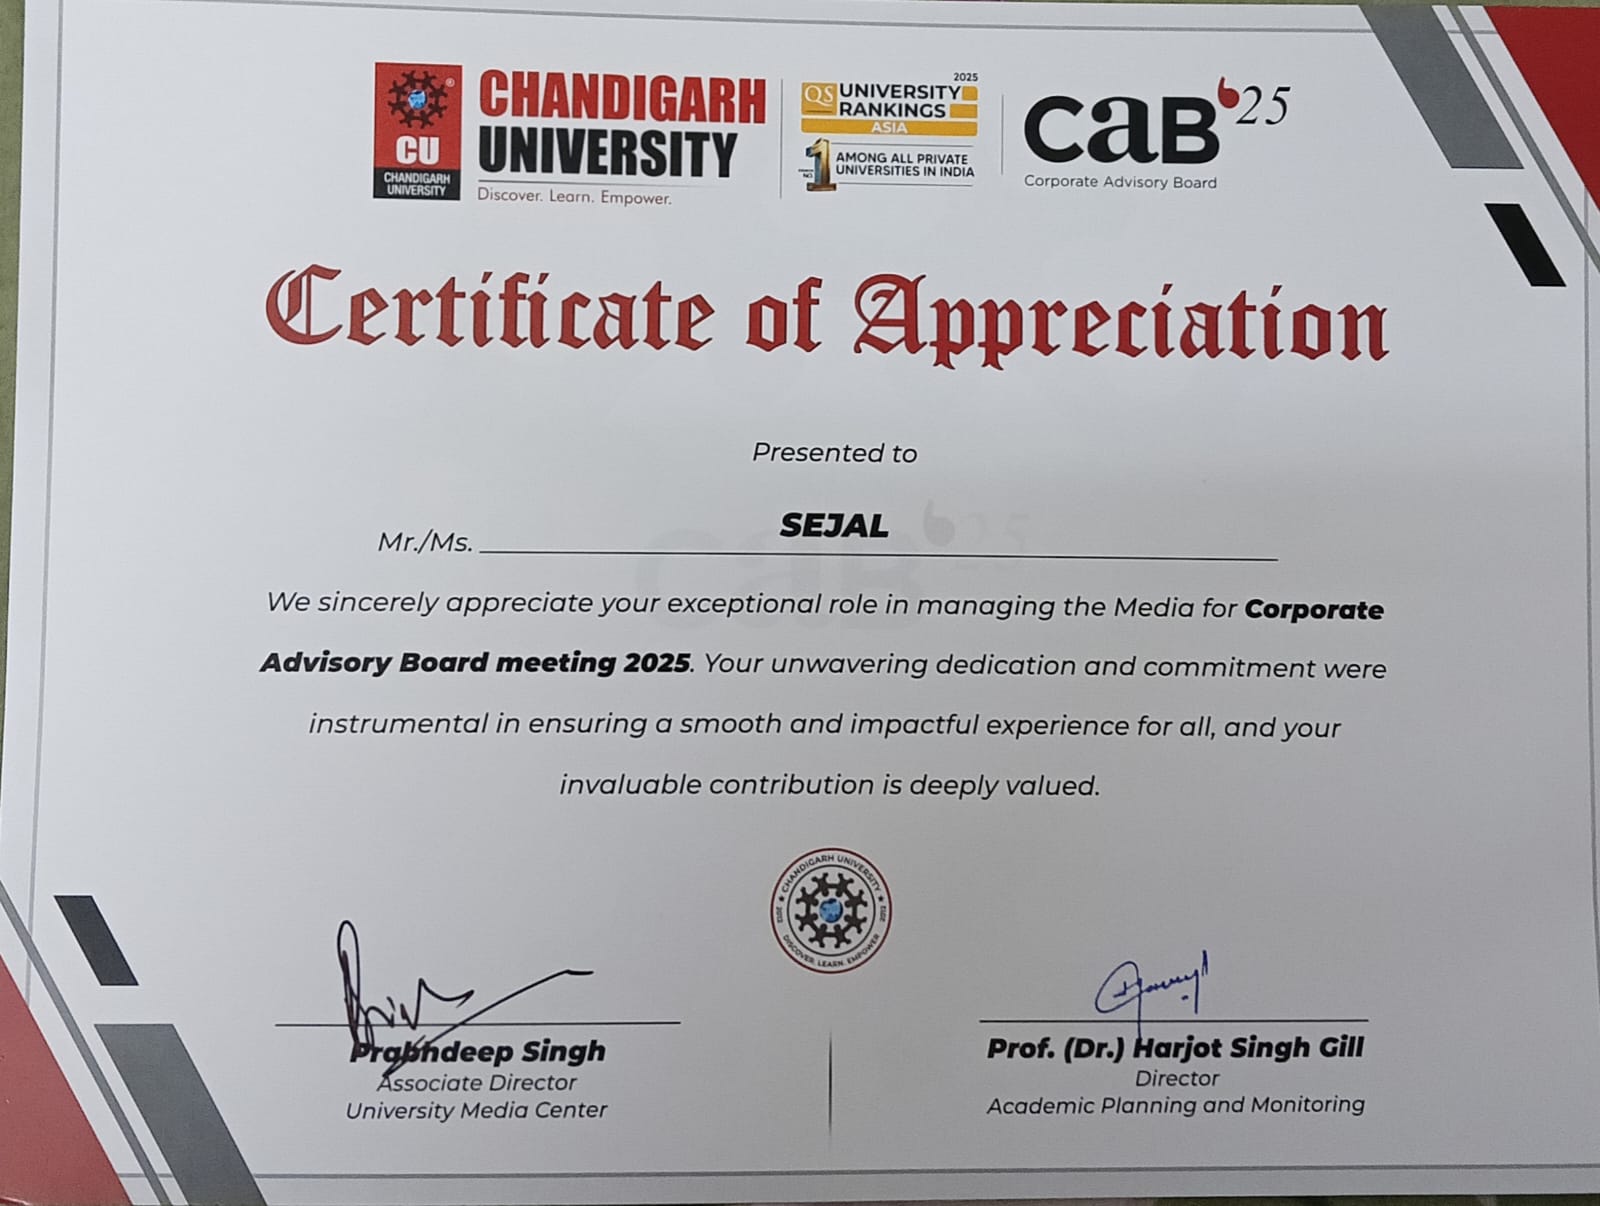 CU
CHANDIGARH
UNIVERSITY
CHANDIGARH
UNIVERSITY
Discover. Learn. Empower.
2025
QS UNIVERSITY
RANKINGS
ASIA
1 AMONG ALL PRIVATE
UNIVERSITIES IN INDIA
CaB'25
Corporate Advisory Board
Certificate of Appreciation
Presented to
Mr./Ms. SEJAL
We sincerely appreciate your exceptional role in managing the Media for Corporate
Advisory Board meeting 2025. Your unwavering dedication and commitment were
instrumental in ensuring a smooth and impactful experience for all, and your
invaluable contribution is deeply valued.
CHANDIGARH UNIVERSITY
2012 2012
DISCOVER. LEARN. EMPOWER
Prabhdeep Singh
Associate Director
University Media Center
Prof. (Dr.) Harjot Singh Gill
Director
Academic Planning and Monitoring